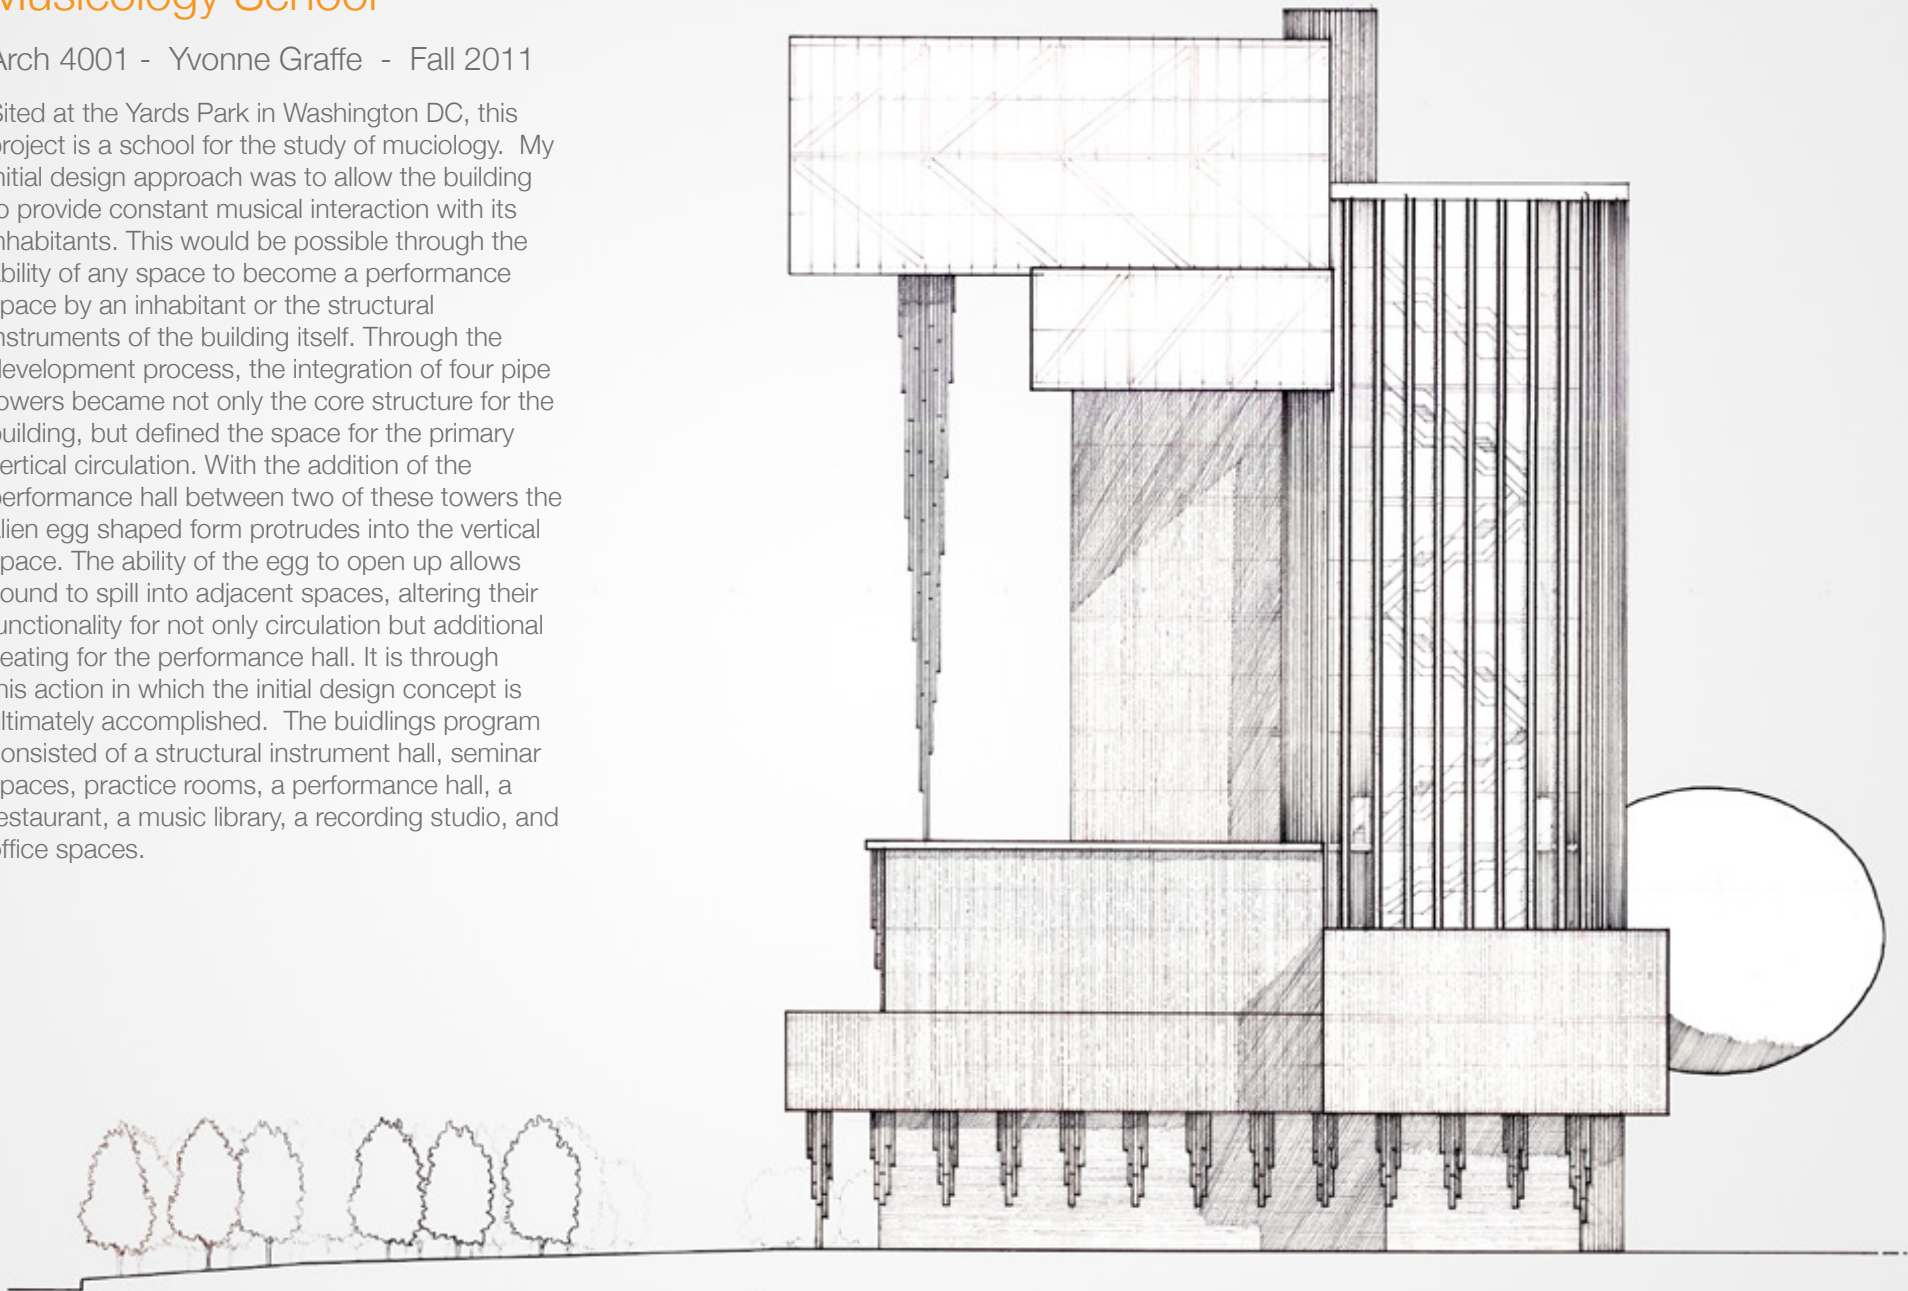 Musicology School
Arch 4001 - Yvonne Graffe - Fall 2011
Sited at the Yards Park in Washington DC, this
project is a school for the study of muciology. My
initial design approach was to allow the building
to provide constant musical interaction with its
inhabitants. This would be possible through the
ability of any space to become a performance
space by an inhabitant or the structural
instruments of the building itself. Through the
development process, the integration of four pipe
towers became not only the core structure for the
building, but defined the space for the primary
vertical circulation. With the addition of the
performance hall between two of these towers the
alien egg shaped form protrudes into the vertical
space. The ability of the egg to open up allows
sound to spill into adjacent spaces, altering their
functionality for not only circulation but additional
seating for the performance hall. It is through
this action in which the initial design concept is
ultimately accomplished. The buidlings program
consisted of a structural instrument hall, seminar
spaces, practice rooms, a performance hall, a
restaurant, a music library, a recording studio, and
office spaces.